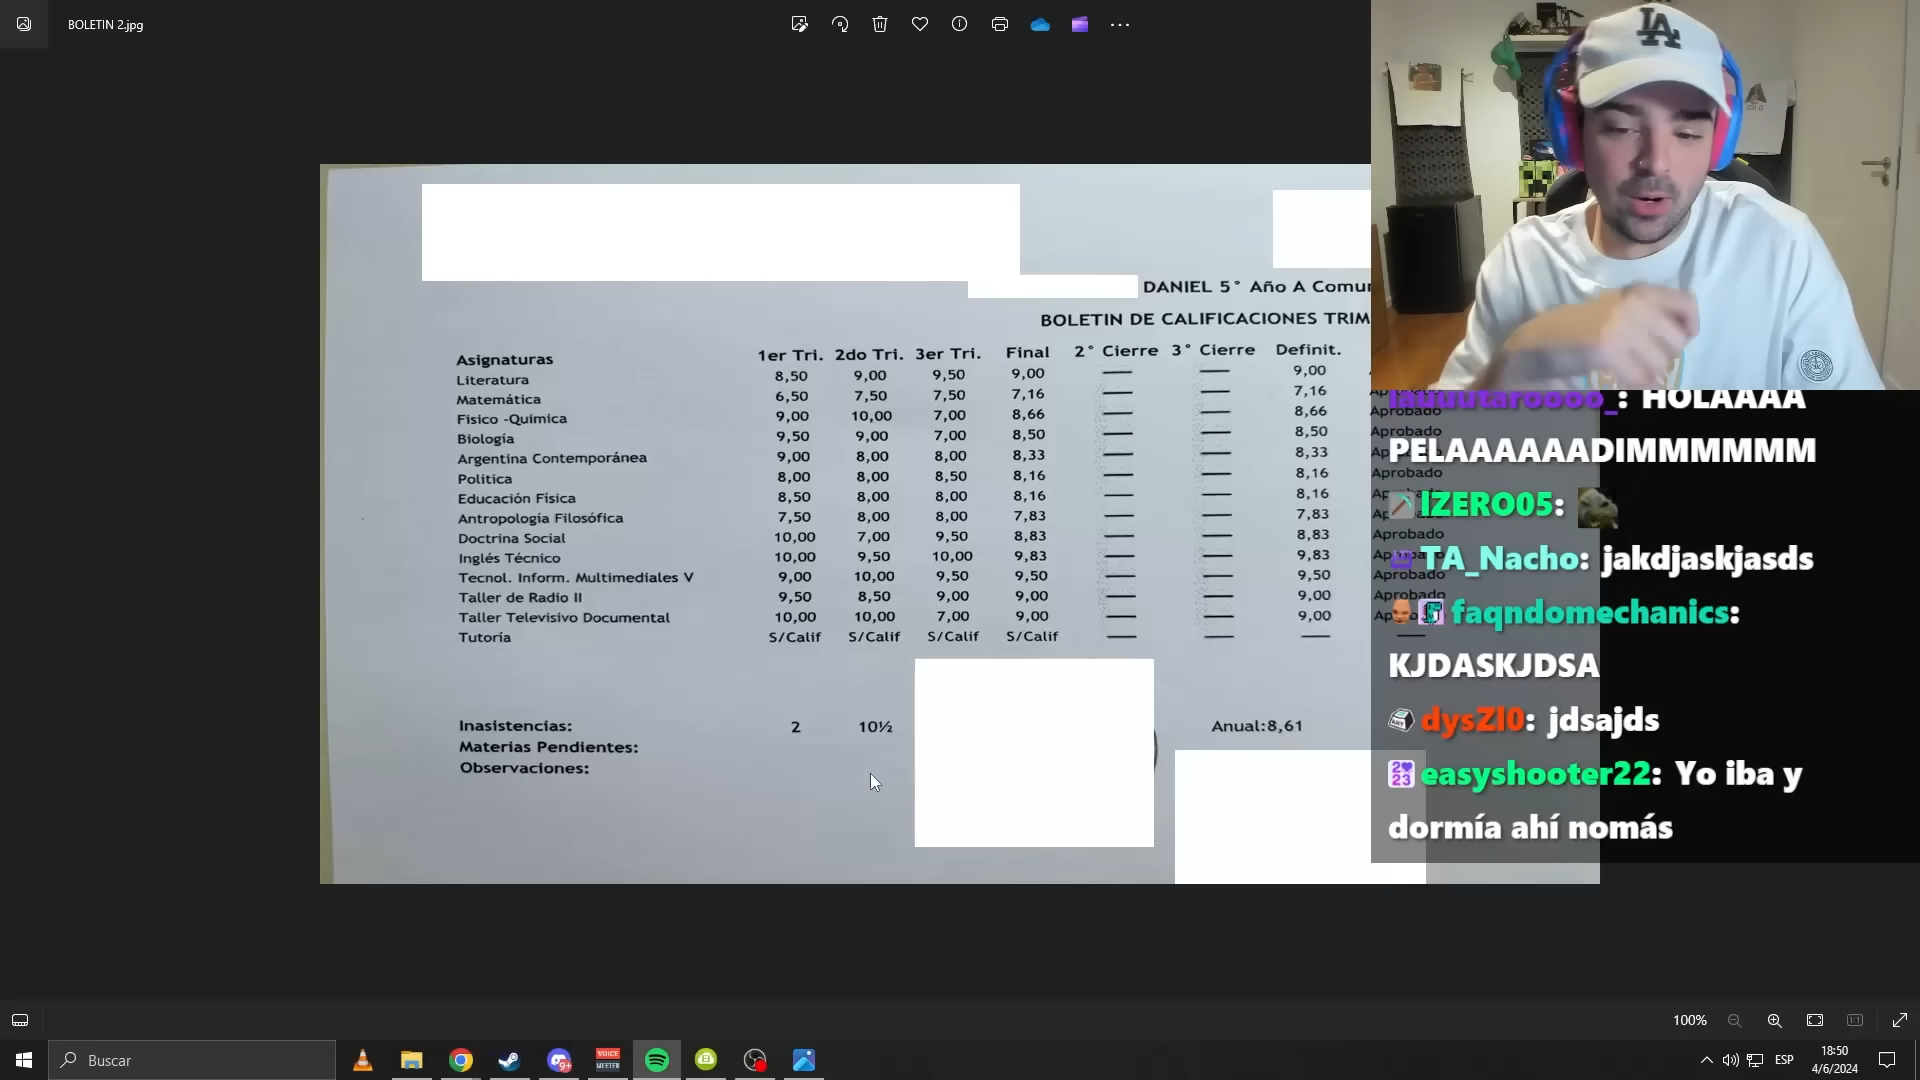 BOLETIN 2.jpg
LA
DANIEL 5° Año A Comu
BOLETIN DE CALIFICACIONES TRIM
Asignaturas 1er Tri. 2do Tri. 3er Tri. Final 2° Cierre 3° Cierre Definit.
Literatura 8,50 9,00 9,50 9,00 — — 9,00
Matemática 6,50 7,50 7,50 7,16 — — 7,16
Fisico -Quimica 9,00 10,00 7,00 8,66 — — 8,66 Aprobado
Biología 9,50 9,00 7,00 8,50 — — 8,50 Aprobado
Argentina Contemporánea 9,00 8,00 8,00 8,33 — — 8,33
Politica 8,00 8,00 8,50 8,16 — — 8,16 Aprobado
Educación Física 8,50 8,00 8,00 8,16 — — 8,16
Antropología Filosófica 7,50 8,00 8,00 7,83 — — 7,83
Doctrina Social 10,00 7,00 9,50 8,83 — — 8,83 Aprobado
Inglés Técnico 10,00 9,50 10,00 9,83 — — 9,83
Tecnol. Inform. Multimediales V 9,00 10,00 9,50 9,50 — — 9,50 Aprobado
Taller de Radio II 9,50 8,50 9,00 9,00 — — 9,00 Aprobado
Taller Televisivo Documental 10,00 10,00 7,00 9,00 — — 9,00
Tutoría S/Calif S/Calif S/Calif S/Calif — — — —
Inasistencias: 2 10½ Anual:8,61
Materias Pendientes:
Observaciones:
lauuutaroooo_: HOLAAAA
PELAAAAAADIMMMMMM
IZERO05:
TA_Nacho: jakdjaskjasds
faqndomechanics:
KJDASKJDSA
dysZl0: jdsajds
easyshooter22: Yo iba y
dormía ahí nomás
100%
Buscar
VOICE
MEETER
9+
ESP
18:50
4/6/2024